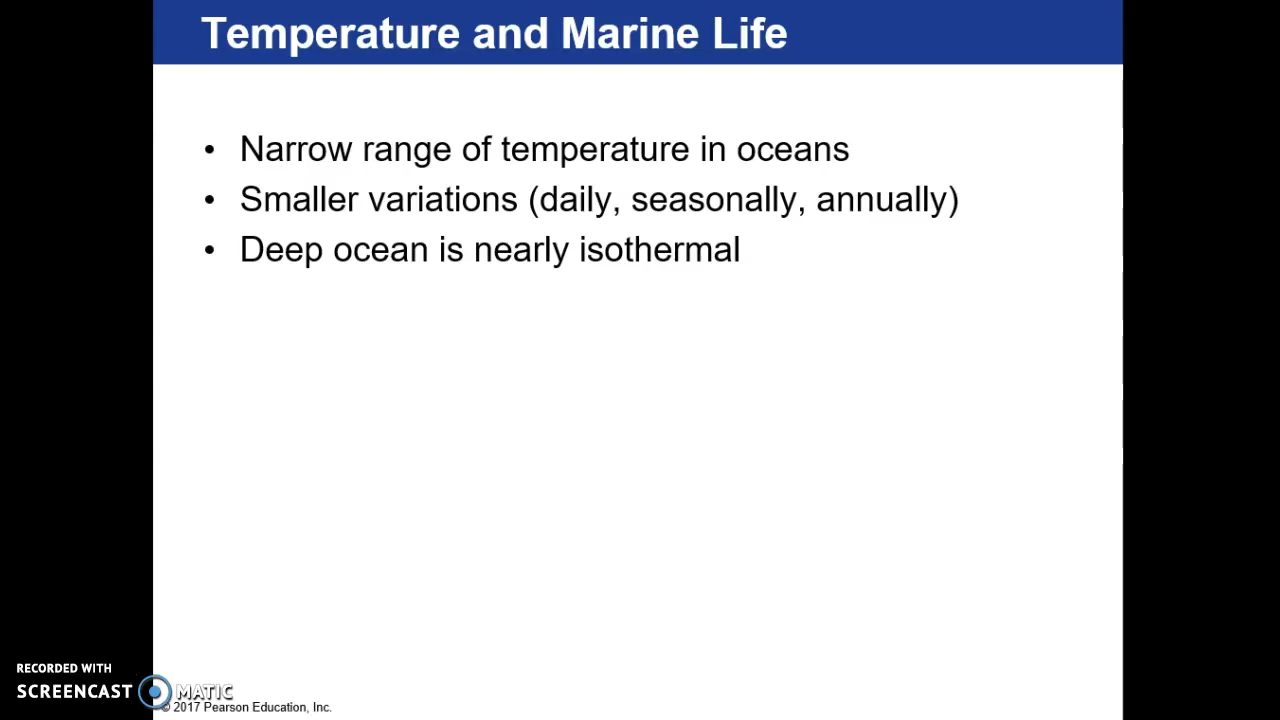 Temperature and Marine Life
• Narrow range of temperature in oceans
• Smaller variations (daily, seasonally, annually)
• Deep ocean is nearly isothermal
RECORDED WITH
SCREENCAST MATIC
© 2017 Pearson Education, Inc.